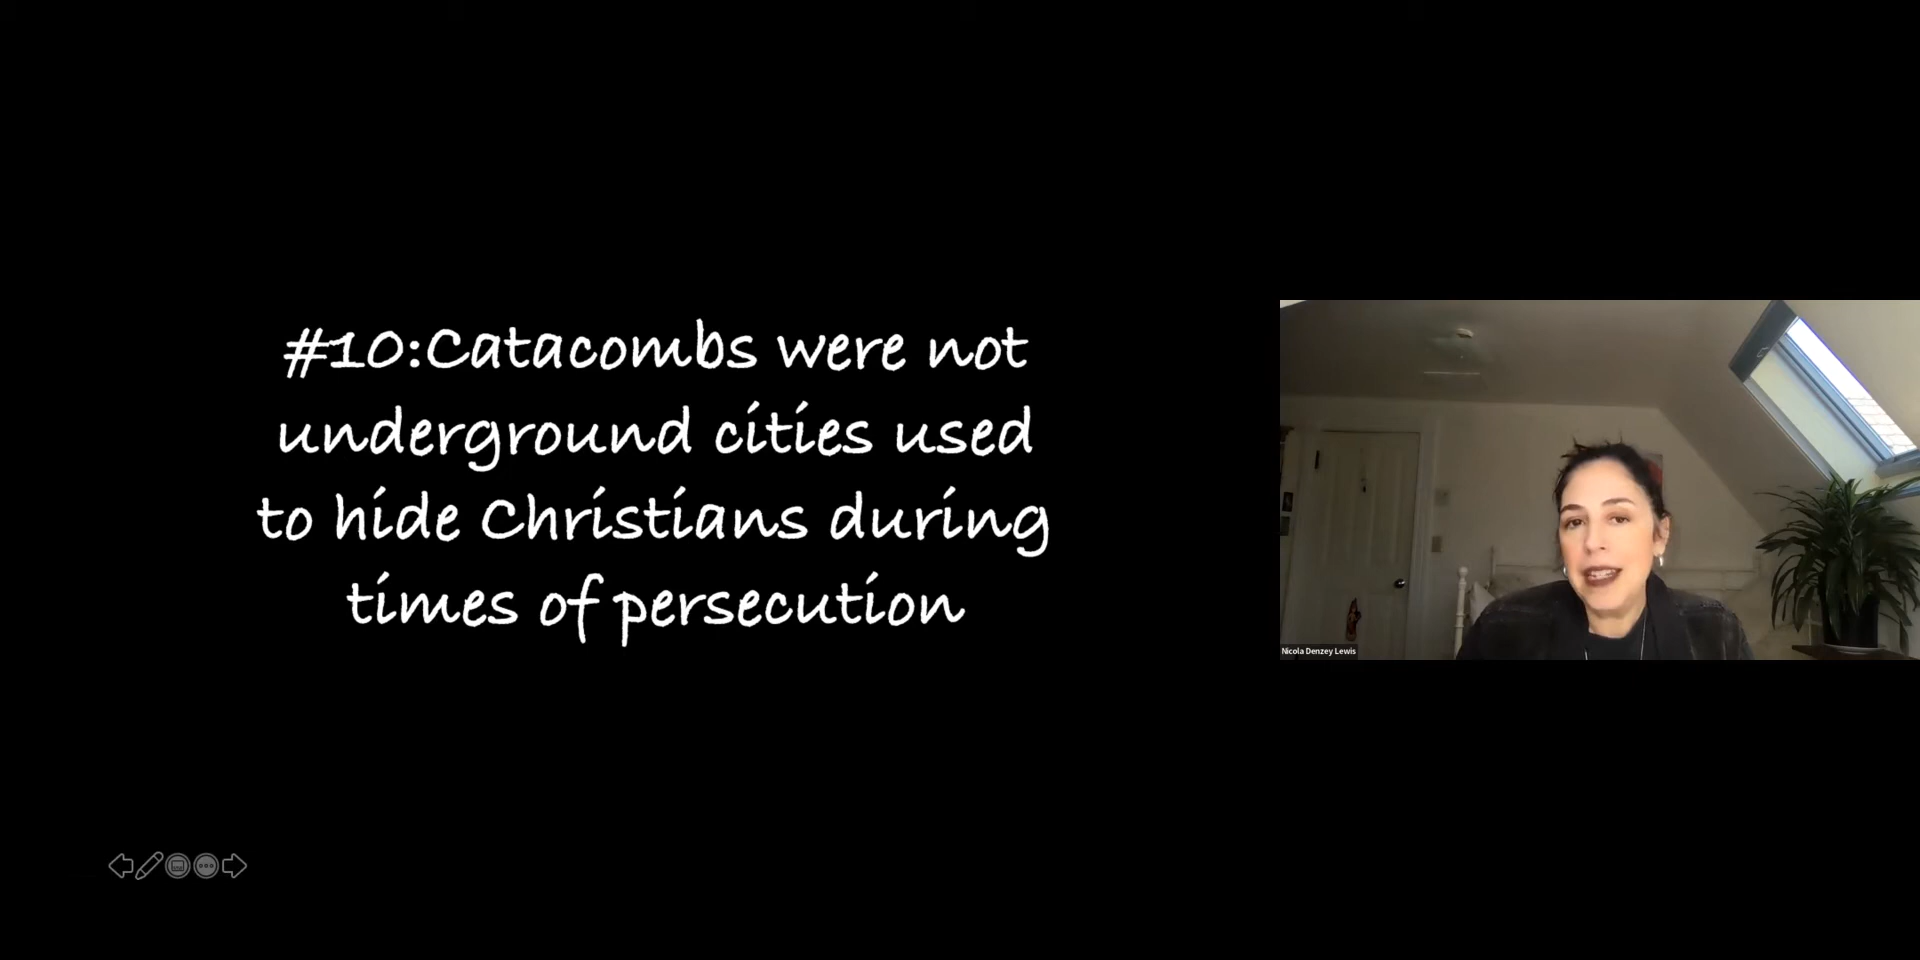 #10:Catacombs were not
underground cities used
to hide Christians during
times of persecution
Nicola Denzey Lewis